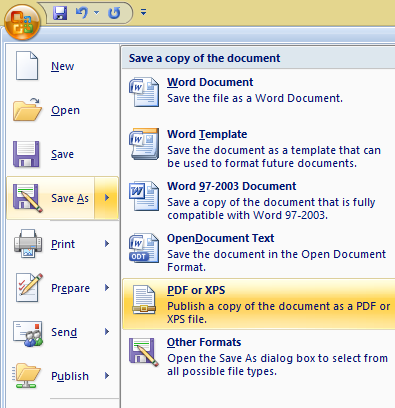 New
Open
Save
Save As
Print
Prepare
Send
Publish
Save a copy of the document
Word Document
Save the file as a Word Document.
Word Template
Save the document as a template that can
be used to format future documents.
Word 97-2003 Document
Save a copy of the document that is fully
compatible with Word 97-2003.
OpenDocument Text
Save the document in the Open Document
Format.
ODT
PDF or XPS
Publish a copy of the document as a PDF or
XPS file.
Other Formats
Open the Save As dialog box to select from
all possible file types.